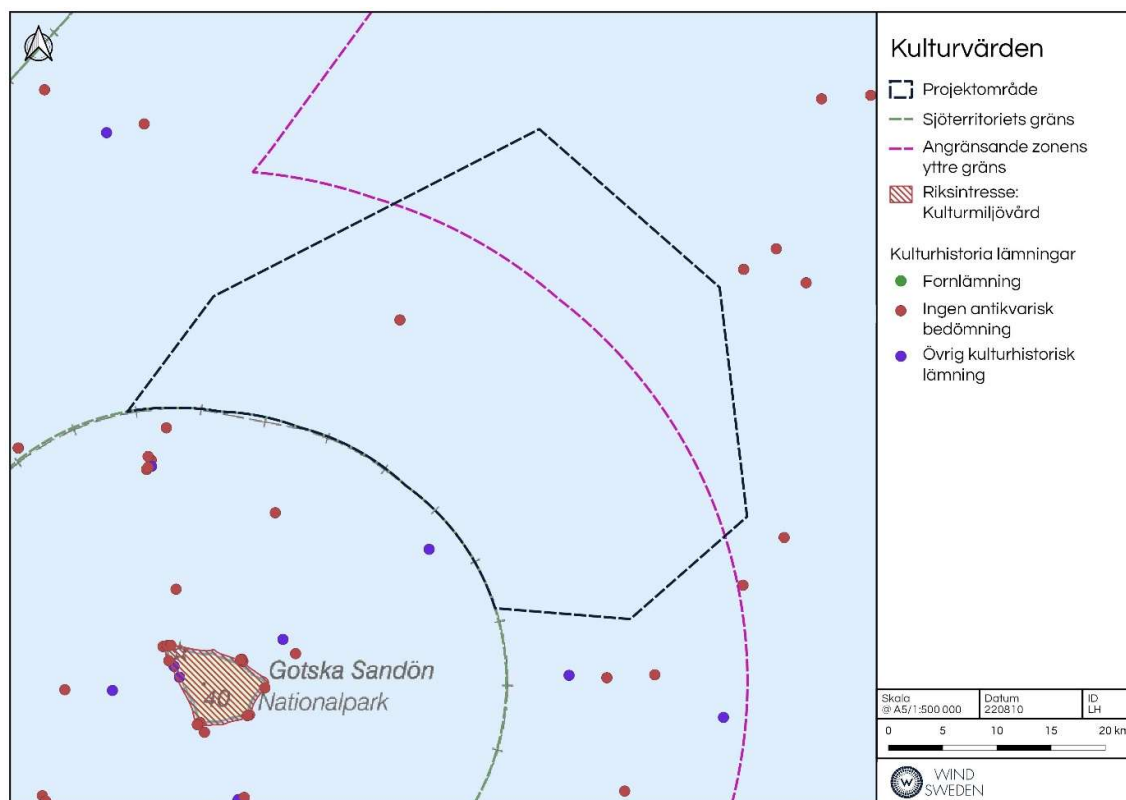 Kulturvärden
Projektområde
Sjöterritoriets gräns
Angränsande zonens
yttre gräns
Riksintresse:
Kulturmiljövård
Kulturhistoria lämningar
Fornlämning
Ingen antikvarisk
bedömning
Övrig kulturhistorisk
lämning
Gotska Sandön
Nationalpark
40
Skala
@ A5/1:500 000
Datum
220810
ID
LH
0 5 10 15 20 km
W
WIND
SWEDEN